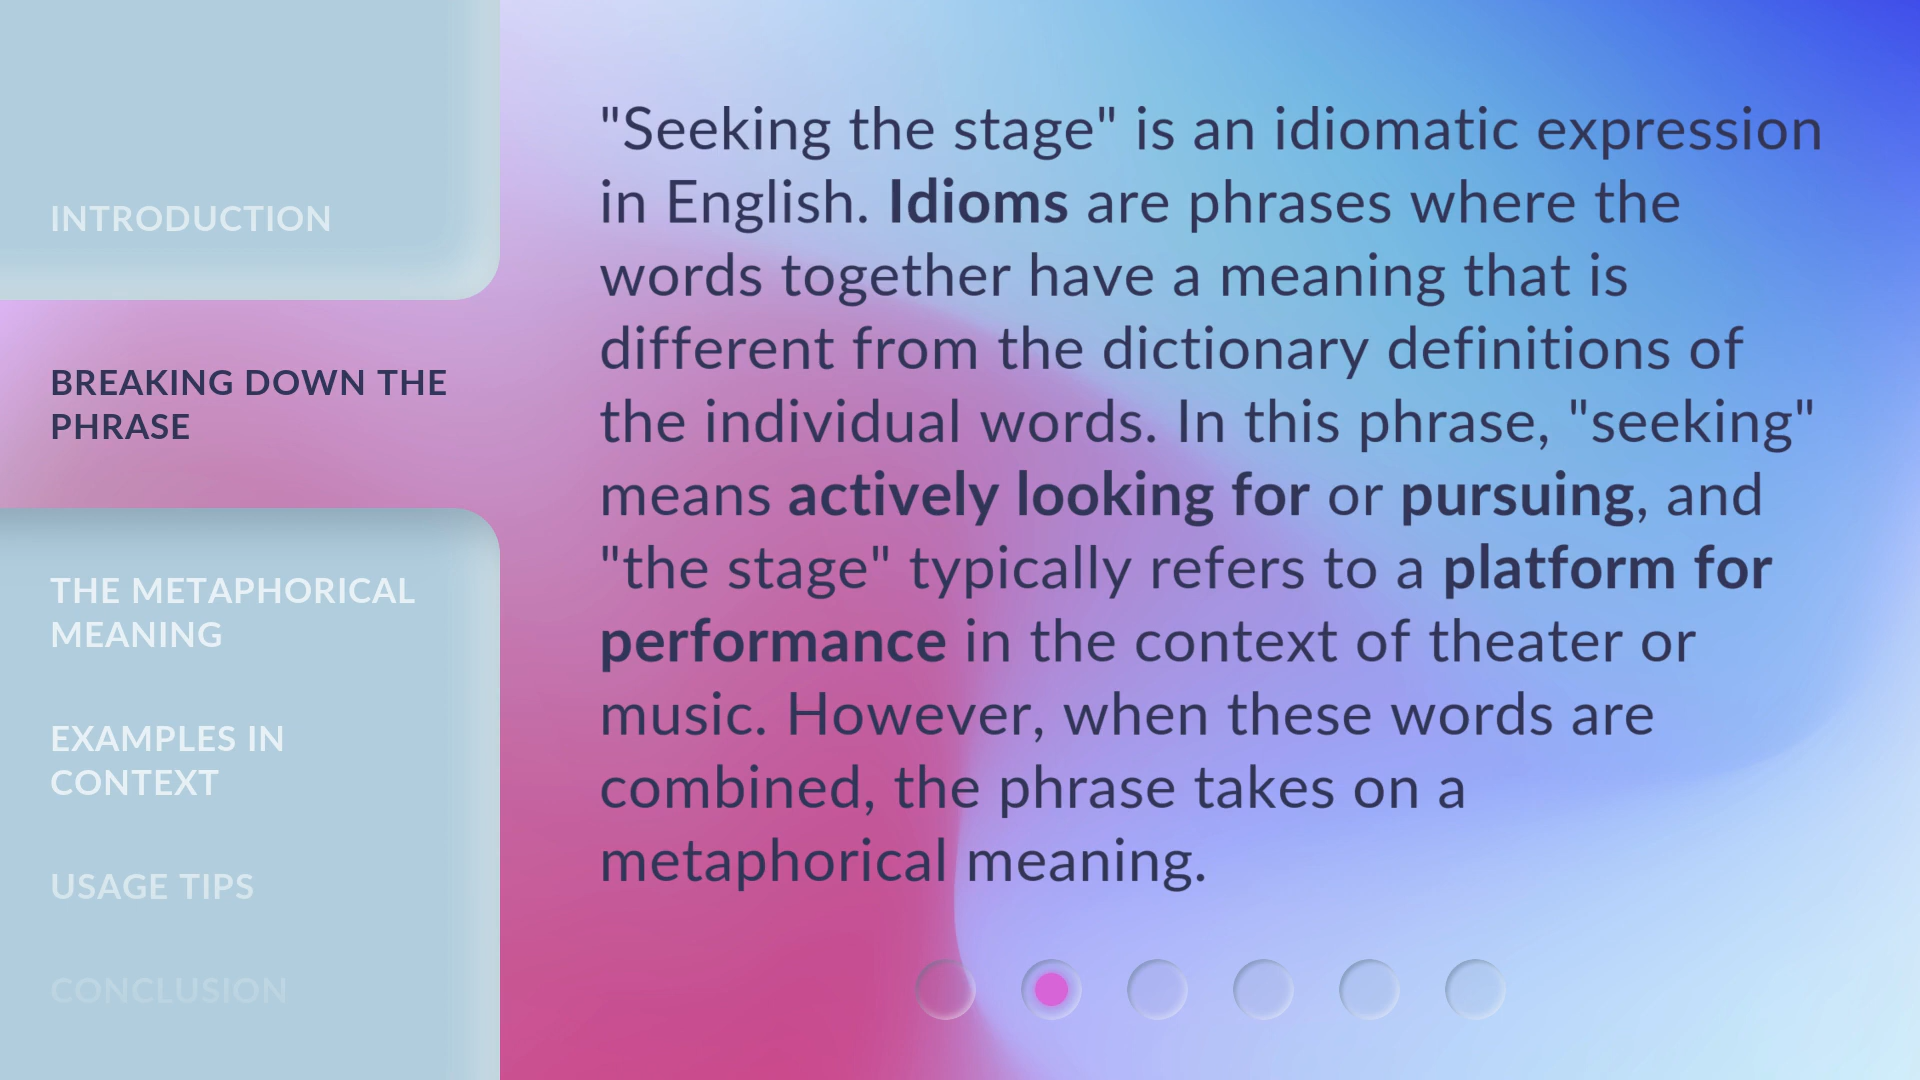 INTRODUCTION
BREAKING DOWN THE
PHRASE
THE METAPHORICAL
MEANING
EXAMPLES IN
CONTEXT
USAGE TIPS
CONCLUSION
"Seeking the stage" is an idiomatic expression
in English. Idioms are phrases where the
words together have a meaning that is
different from the dictionary definitions of
the individual words. In this phrase, "seeking"
means actively looking for or pursuing, and
"the stage" typically refers to a platform for
performance in the context of theater or
music. However, when these words are
combined, the phrase takes on a
metaphorical meaning.